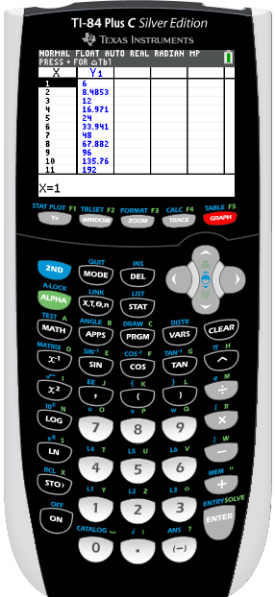 TI-84 Plus C Silver Edition
TEXAS INSTRUMENTS
NORMAL FLOAT AUTO REAL RADIAN MP
PRESS + FOR △Tbl
X Y1
1 6
2 8.4853
3 12
4 16.971
5 24
6 33.941
7 48
8 67.882
9 96
10 135.76
11 192
X=1
STAT PLOT F1 TBLSET F2 FORMAT F3 CALC F4 TABLE F5
Y= WINDOW ZOOM TRACE GRAPH
QUIT INS
2ND MODE DEL
A-LOCK LINK LIST
ALPHA X,T,θ,n STAT
TEST A ANGLE B DRAW C DISTR
MATH APPS PRGM VARS CLEAR
MATRIX D SIN⁻¹ E COS⁻¹ F TAN⁻¹ G π H
X⁻¹ SIN COS TAN ^
√ I EE J { K } L e M
X² , ( ) ÷
10ˣ N u O v P w Q [ R
LOG 7 8 9 ×
eˣ S L4 T L5 U L6 V ] W
LN 4 5 6 −
RCL X L1 Y L2 Z L3 θ MEM "
STO› 1 2 3 +
OFF CATALOG ⎵ i : ANS ? ENTRY SOLVE
ON 0 . (−) ENTER